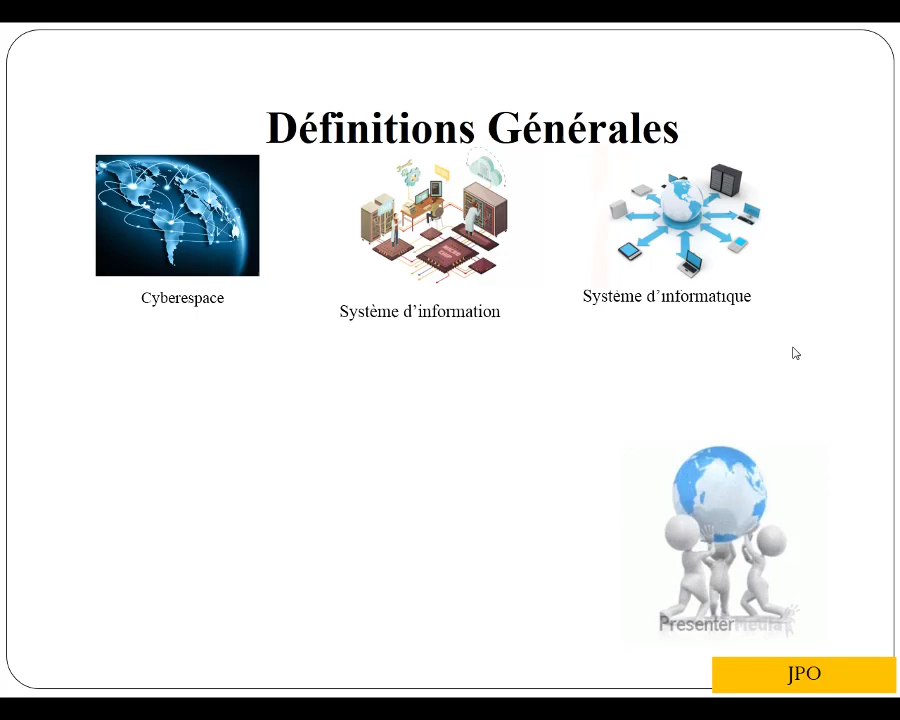 Définitions Générales
Cyberespace
Système d'information
Système d'informatique
PresenterMedia
JPO